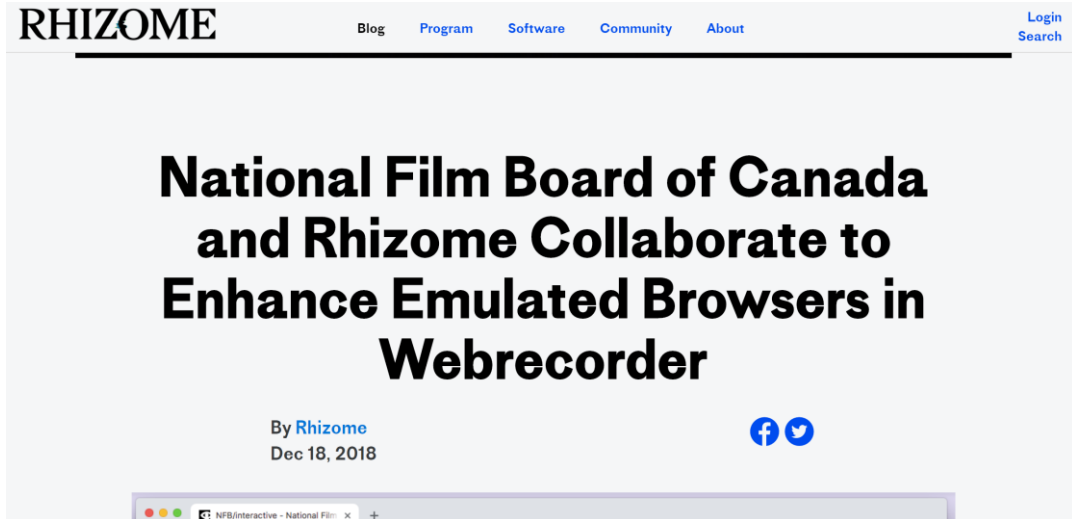 RHIZOME
Blog Program Software Community About
Login
Search
National Film Board of Canada
and Rhizome Collaborate to
Enhance Emulated Browsers in
Webrecorder
By Rhizome
Dec 18, 2018
NFB/interactive - National Film